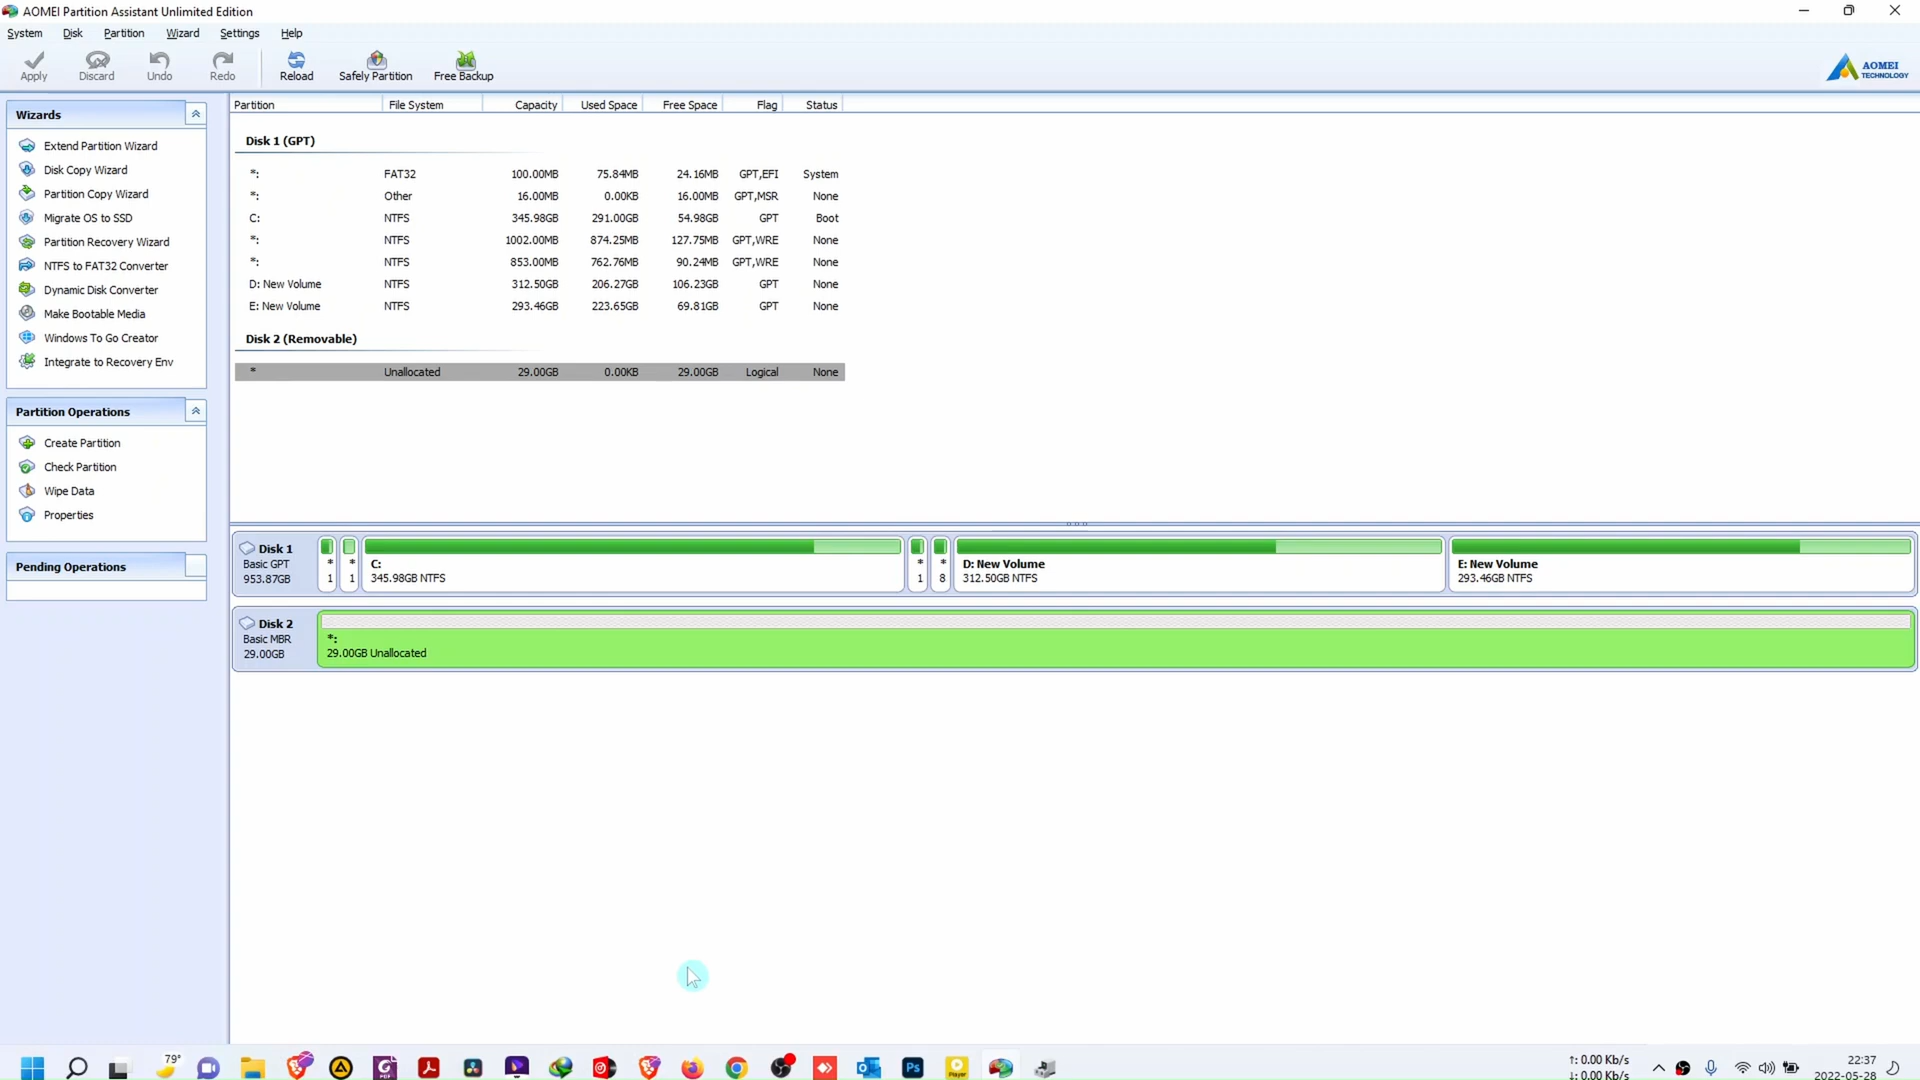 AOMEI Partition Assistant Unlimited Edition
System Disk Partition Wizard Settings Help
Apply Discard Undo Redo Reload Safely Partition Free Backup
AOMEI
TECHNOLOGY
Wizards
Extend Partition Wizard
Disk Copy Wizard
Partition Copy Wizard
Migrate OS to SSD
Partition Recovery Wizard
NTFS to FAT32 Converter
Dynamic Disk Converter
Make Bootable Media
Windows To Go Creator
Integrate to Recovery Env
Partition Operations
Create Partition
Check Partition
Wipe Data
Properties
Pending Operations
Partition File System Capacity Used Space Free Space Flag Status
Disk 1 (GPT)
*: FAT32 100.00MB 75.84MB 24.16MB GPT,EFI System
*: Other 16.00MB 0.00KB 16.00MB GPT,MSR None
C: NTFS 345.98GB 291.00GB 54.98GB GPT Boot
*: NTFS 1002.00MB 874.25MB 127.75MB GPT,WRE None
*: NTFS 853.00MB 762.76MB 90.24MB GPT,WRE None
D: New Volume NTFS 312.50GB 206.27GB 106.23GB GPT None
E: New Volume NTFS 293.46GB 223.65GB 69.81GB GPT None
Disk 2 (Removable)
* Unallocated 29.00GB 0.00KB 29.00GB Logical None
Disk 1
Basic GPT
953.87GB
*
1
*
1
C:
345.98GB NTFS
*
1
*
8
D: New Volume
312.50GB NTFS
E: New Volume
293.46GB NTFS
Disk 2
Basic MBR
29.00GB
*:
29.00GB Unallocated
79°
Ps
Player
↑: 0.00 Kb/s
↓: 0.00 Kb/s
22:37
2022-05-28